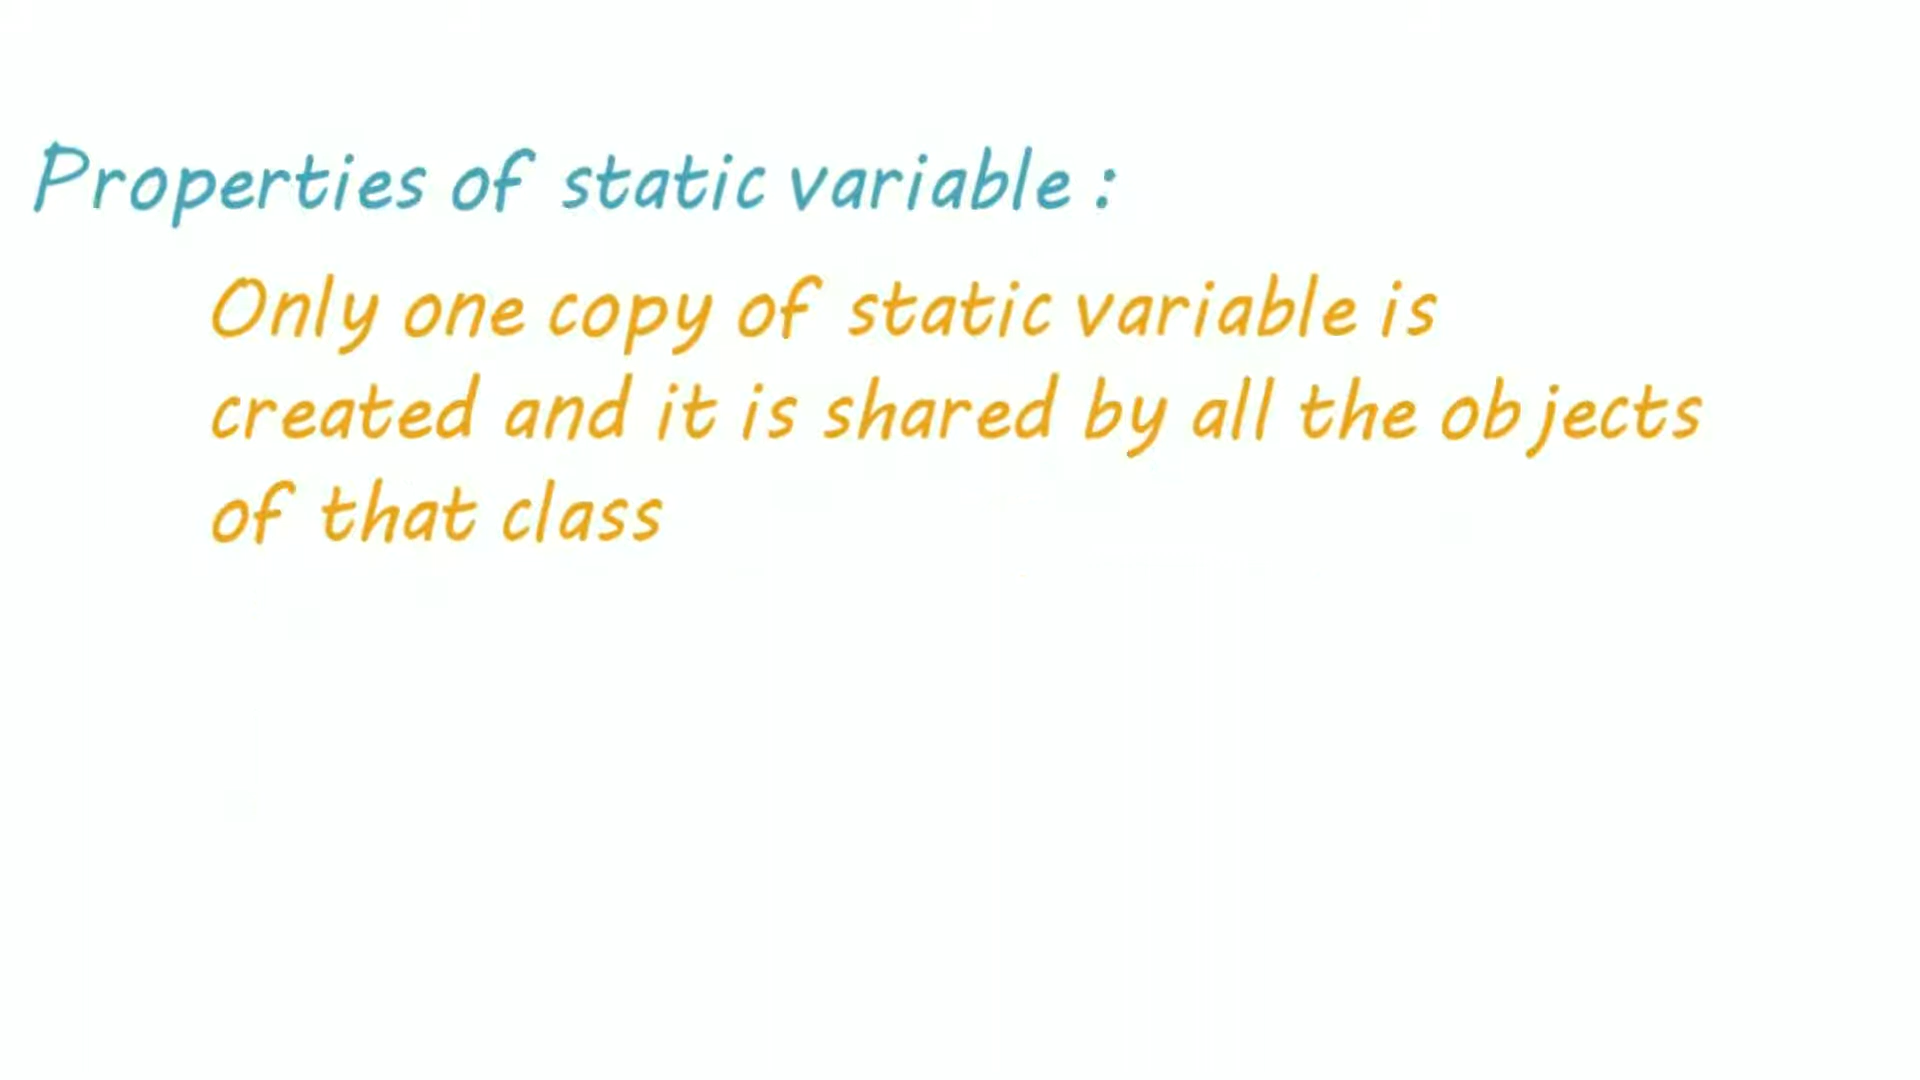 Properties of static variable :
Only one copy of static variable is
created and it is shared by all the objects
of that class